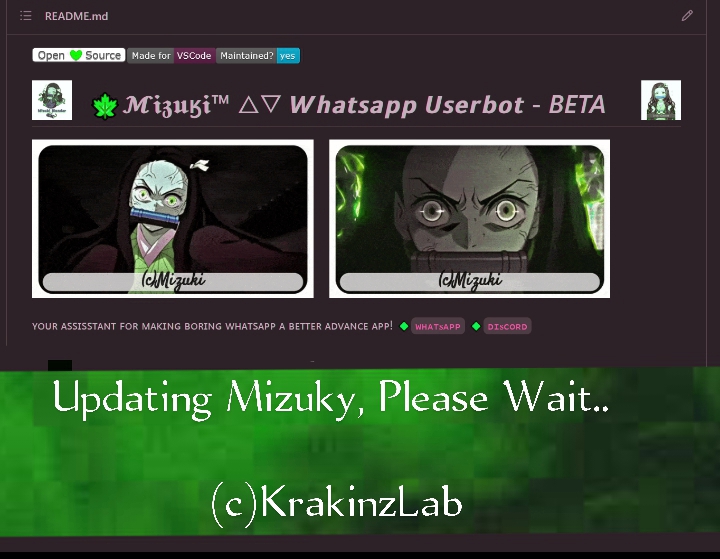 README.md
Open 💚 Source Made for VSCode Maintained? yes
🍁 𝓜𝖎𝖟𝖚𝖐𝖎™ △▽ Whatsapp Userbot - BETA
(c)Mizuki (c)Mizuki
YOUR ASSISSTANT FOR MAKING BORING WHATSAPP A BETTER ADVANCE APP! WHATsAPP DIsCORD
Updating Mizuky, Please Wait..
(c)KrakinzLab